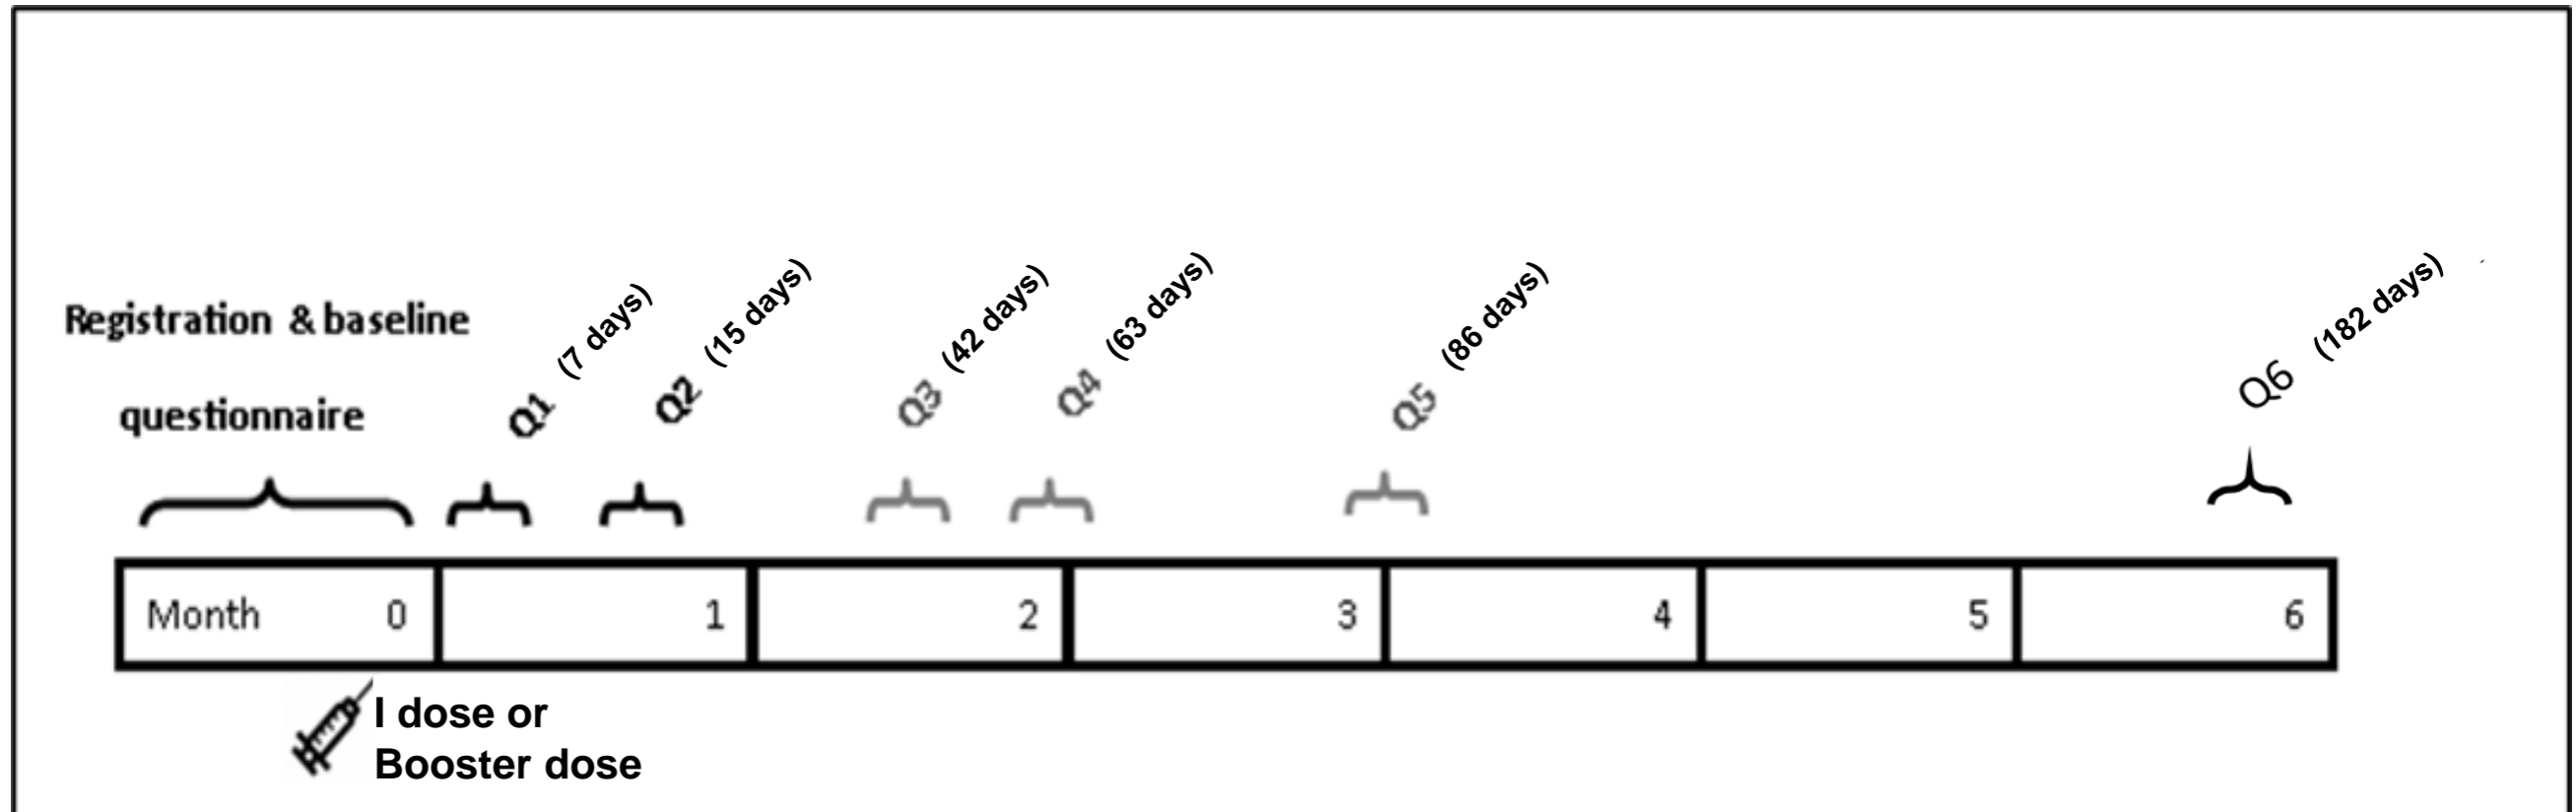 Registration & baseline
questionnaire
Q1 (7 days)
Q2 (15 days)
Q3 (42 days)
Q4 (63 days)
Q5 (86 days)
Q6 (182 days)
Month 0 1 2 3 4 5 6
I dose or
Booster dose